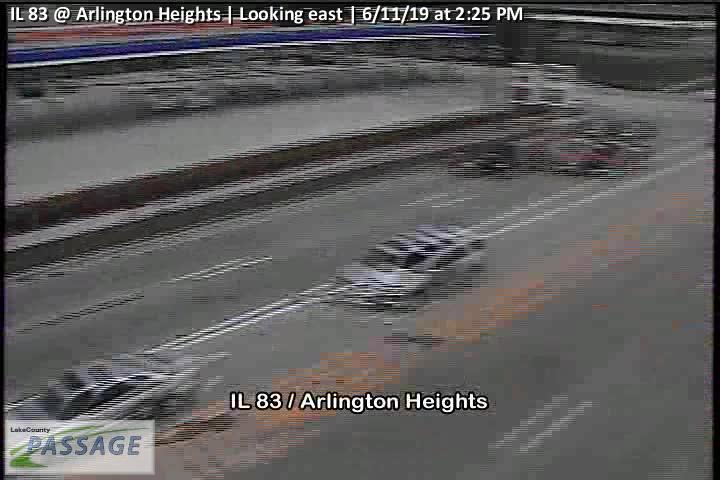 IL 83 @ Arlington Heights | Looking east | 6/11/19 at 2:25 PM
IL 83 / Arlington Heights
LakeCounty
PASSAGE